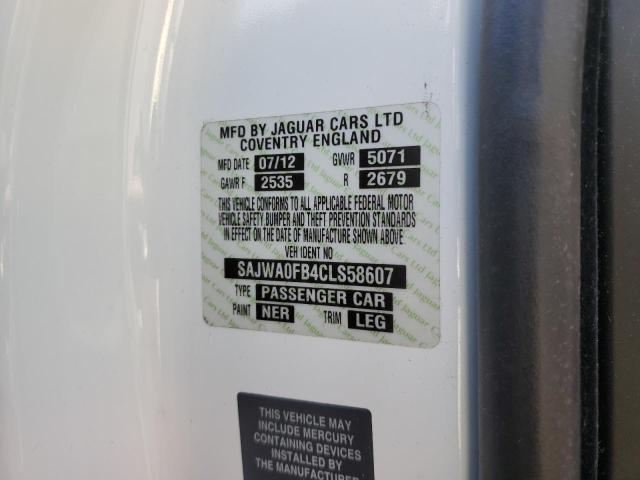 MFD BY JAGUAR CARS LTD
COVENTRY ENGLAND
MFD DATE 07/12 GVWR 5071
GAWR F 2535 R 2679
THIS VEHICLE CONFORMS TO ALL APPLICABLE FEDERAL MOTOR
VEHICLE SAFETY, BUMPER AND THEFT PREVENTION STANDARDS
IN EFFECT ON THE DATE OF MANUFACTURE SHOWN ABOVE
VEH IDENT NO
SAJWA0FB4CLS58607
TYPE PASSENGER CAR
PAINT NER TRIM LEG
THIS VEHICLE MAY
INCLUDE MERCURY
CONTAINING DEVICES
INSTALLED BY
THE MANUFACTURER